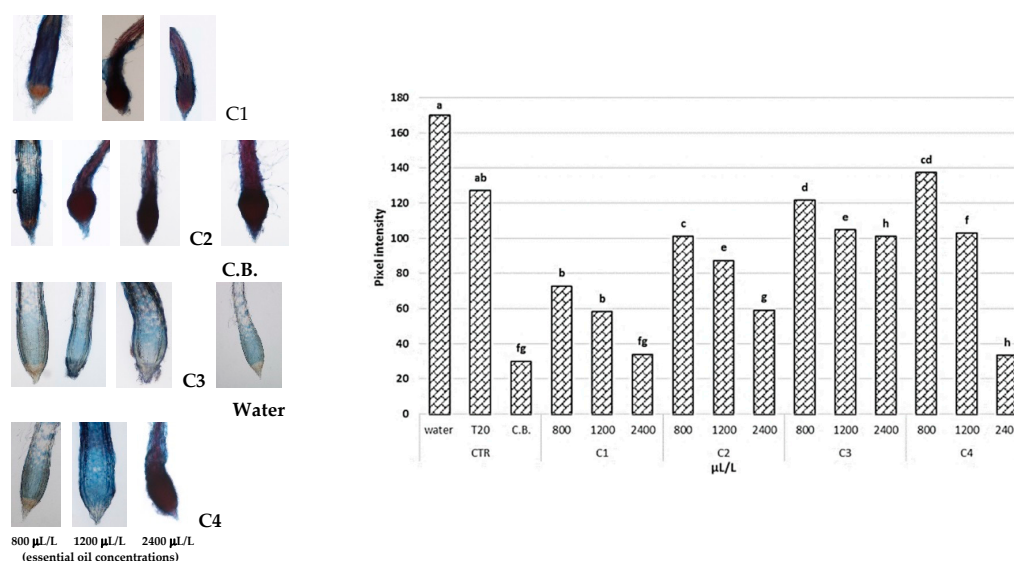 C1
C2
C.B.
C3
Water
C4
800 µL/L 1200 µL/L 2400 µL/L
(essential oil concentrations)
Pixel intensity
180
160
140
120
100
80
60
40
20
0
a
ab
fg
b
b
fg
c
e
g
d
e
h
cd
f
h
water T20 C.B. 800 1200 2400 800 1200 2400 800 1200 2400 800 1200
CTR C1 C2 C3 C4
µL/L